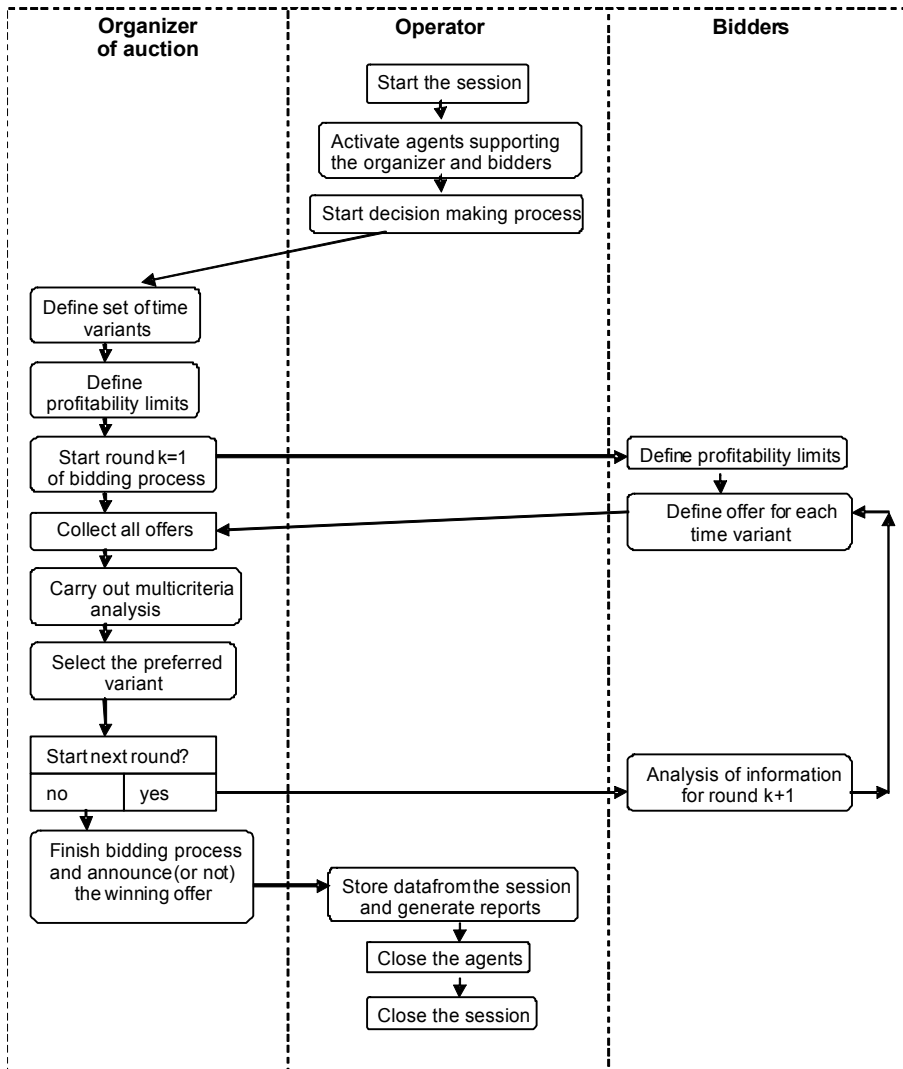 Organizer
of auction
Operator
Bidders
Start the session
Activate agents supporting
the organizer and bidders
Start decision making process
Define set of time
variants
Define
profitability limits
Start round k=1
of bidding process
Define profitability limits
Define offer for each
time variant
Collect all offers
Carry out multicriteria
analysis
Select the preferred
variant
Start next round?
no
yes
Analysis of information
for round k+1
Finish bidding process
and announce(or not)
the winning offer
Store datafrom the session
and generate reports
Close the agents
Close the session